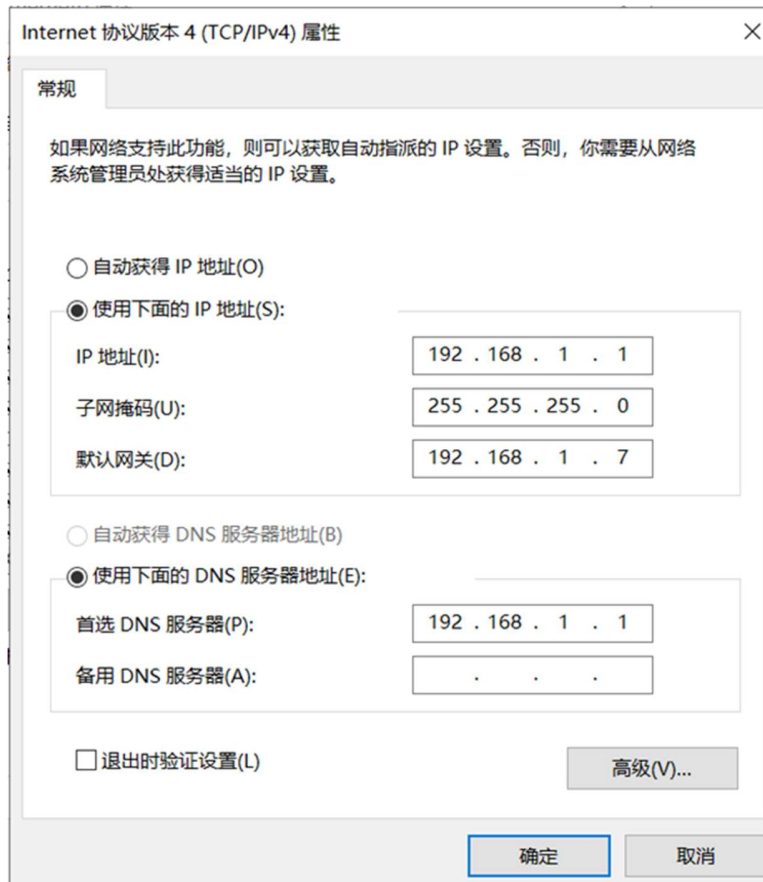 Internet 协议版本 4 (TCP/IPv4) 属性
常规
如果网络支持此功能，则可以获取自动指派的 IP 设置。否则，你需要从网络
系统管理员处获得适当的 IP 设置。
自动获得 IP 地址(O)
使用下面的 IP 地址(S):
IP 地址(I): 192 . 168 . 1 . 1
子网掩码(U): 255 . 255 . 255 . 0
默认网关(D): 192 . 168 . 1 . 7
自动获得 DNS 服务器地址(B)
使用下面的 DNS 服务器地址(E):
首选 DNS 服务器(P): 192 . 168 . 1 . 1
备用 DNS 服务器(A): . . .
退出时验证设置(L)
高级(V)...
确定 取消